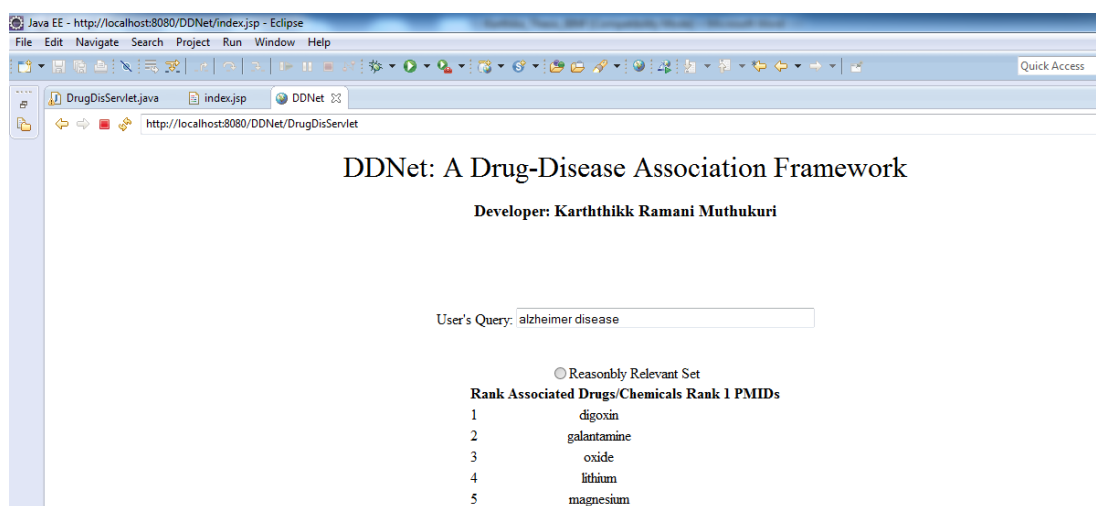 Java EE - http://localhost:8080/DDNet/index.jsp - Eclipse
File Edit Navigate Search Project Run Window Help
Quick Access
DrugDisServlet.java index.jsp DDNet
http://localhost:8080/DDNet/DrugDisServlet
DDNet: A Drug-Disease Association Framework
Developer: Karththikk Ramani Muthukuri
User's Query: alzheimer disease
Reasonbly Relevant Set
Rank Associated Drugs/Chemicals Rank 1 PMIDs
1 digoxin
2 galantamine
3 oxide
4 lithium
5 magnesium